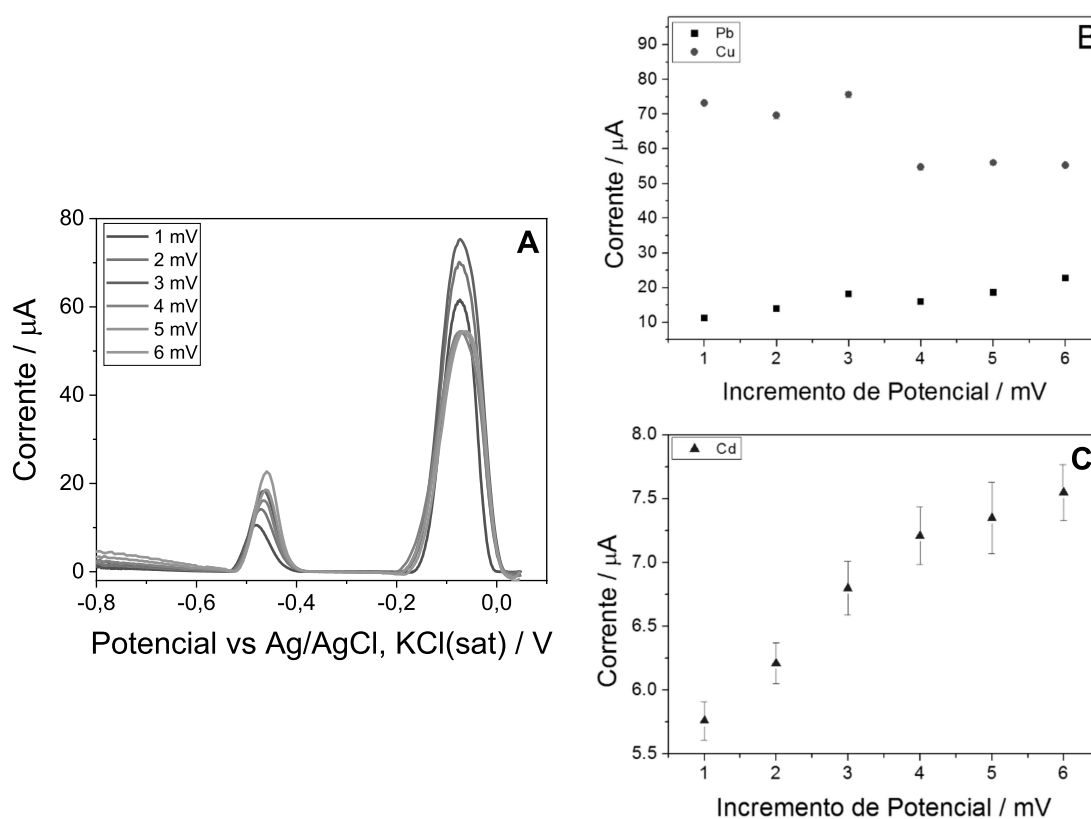 A
80
60
40
20
0
1 mV
2 mV
3 mV
4 mV
5 mV
6 mV
Corrente / µA
-0,8 -0,6 -0,4 -0,2 0,0
Potencial vs Ag/AgCl, KCl(sat) / V
B
Pb
Cu
90
80
70
60
50
40
30
20
10
Corrente / µA
1 2 3 4 5 6
Incremento de Potencial / mV
C
Cd
8.0
7.5
7.0
6.5
6.0
5.5
Corrente / µA
1 2 3 4 5 6
Incremento de Potencial / mV